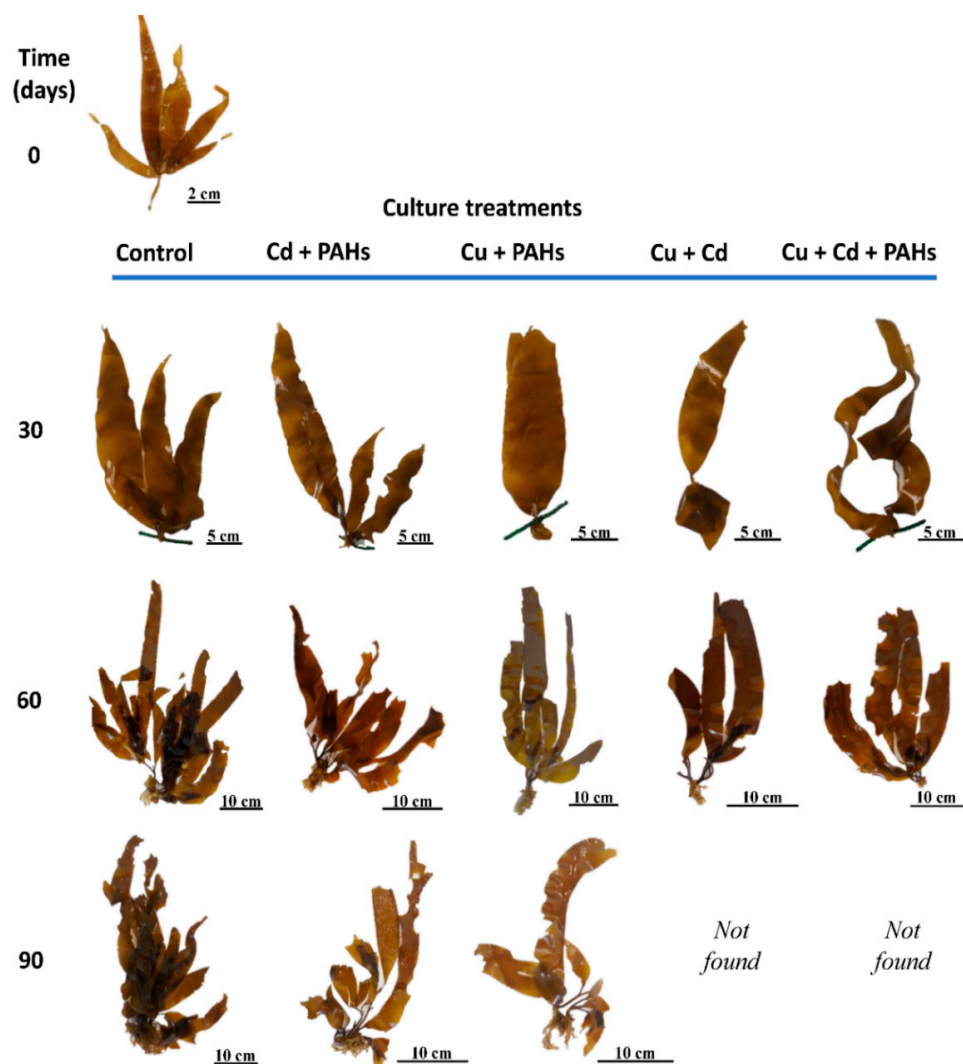 Time
(days)
0
2 cm
Culture treatments
Control
Cd + PAHs
Cu + PAHs
Cu + Cd
Cu + Cd + PAHs
30
5 cm
5 cm
5 cm
5 cm
5 cm
60
10 cm
10 cm
10 cm
10 cm
10 cm
90
Not
found
Not
found
10 cm
10 cm
10 cm